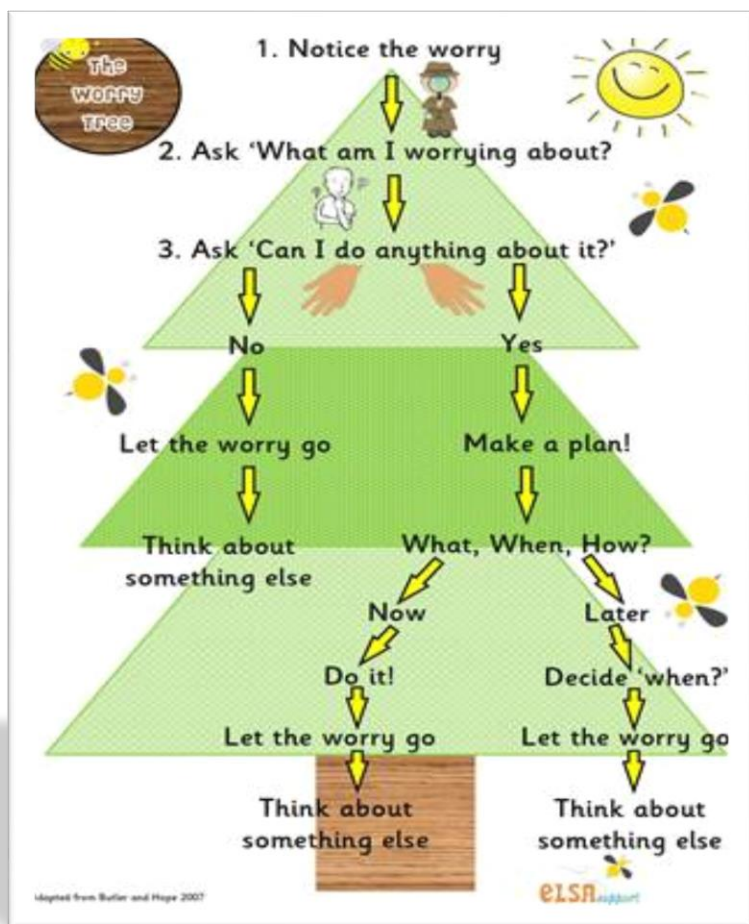 The
Worry
Tree
1. Notice the worry
2. Ask 'What am I worrying about?
3. Ask 'Can I do anything about it?'
No
Yes
Let the worry go
Make a plan!
Think about
something else
What, When, How?
Now
Later
Do it!
Decide 'when?'
Let the worry go
Let the worry go
Think about
something else
Think about
something else
Adapted from Butler and Hope 2007
eLSA support